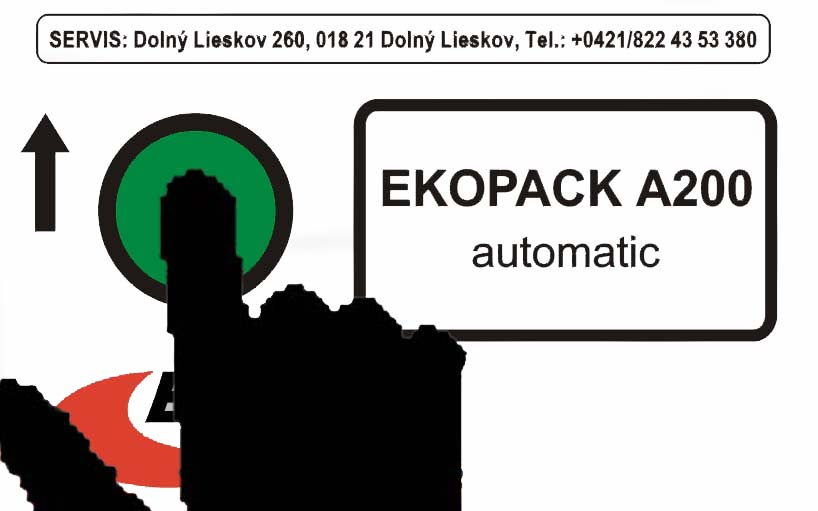 SERVIS: Dolný Lieskov 260, 018 21 Dolný Lieskov, Tel.: +0421/822 43 53 380
EKOPACK A200
automatic